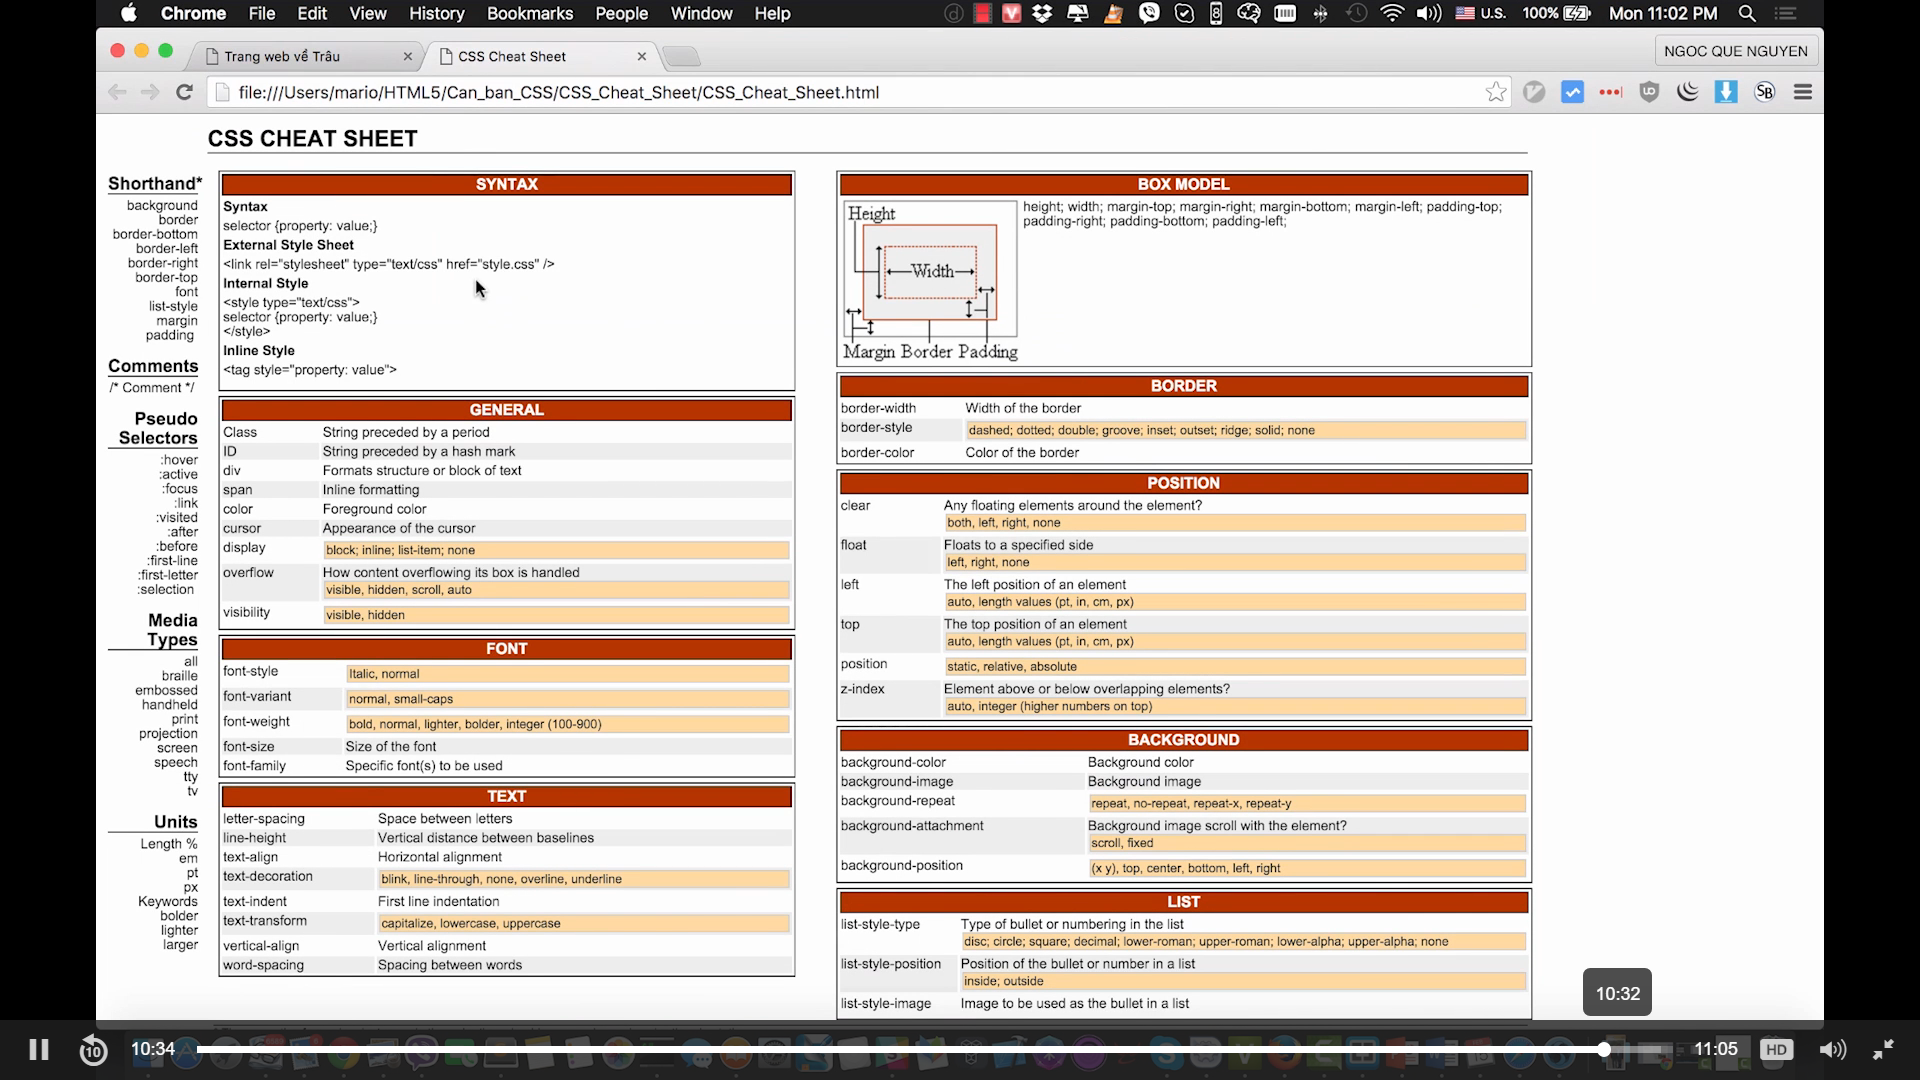 Chrome File Edit View History Bookmarks People Window Help U.S. 100% Mon 11:02 PM
Trang web về Trâu
CSS Cheat Sheet
NGOC QUE NGUYEN
file:///Users/mario/HTML5/Can_ban_CSS/CSS_Cheat_Sheet/CSS_Cheat_Sheet.html
CSS CHEAT SHEET
Shorthand*
background
border
border-bottom
border-left
border-right
border-top
font
list-style
margin
padding
Comments
/* Comment */
Pseudo
Selectors
:hover
:active
:focus
:link
:visited
:after
:before
:first-line
:first-letter
:selection
Media
Types
all
braille
embossed
handheld
print
projection
screen
speech
tty
tv
Units
Length %
em
pt
px
Keywords
bolder
lighter
larger
SYNTAX
Syntax
selector {property: value;}
External Style Sheet
<link rel="stylesheet" type="text/css" href="style.css" />
Internal Style
<style type="text/css">
selector {property: value;}
</style>
Inline Style
<tag style="property: value">
GENERAL
Class String preceded by a period
ID String preceded by a hash mark
div Formats structure or block of text
span Inline formatting
color Foreground color
cursor Appearance of the cursor
display block; inline; list-item; none
overflow How content overflowing its box is handled
visible, hidden, scroll, auto
visibility visible, hidden
FONT
font-style Italic, normal
font-variant normal, small-caps
font-weight bold, normal, lighter, bolder, integer (100-900)
font-size Size of the font
font-family Specific font(s) to be used
TEXT
letter-spacing Space between letters
line-height Vertical distance between baselines
text-align Horizontal alignment
text-decoration blink, line-through, none, overline, underline
text-indent First line indentation
text-transform capitalize, lowercase, uppercase
vertical-align Vertical alignment
word-spacing Spacing between words
BOX MODEL
Height
Width
Margin Border Padding
height; width; margin-top; margin-right; margin-bottom; margin-left; padding-top;
padding-right; padding-bottom; padding-left;
BORDER
border-width Width of the border
border-style dashed; dotted; double; groove; inset; outset; ridge; solid; none
border-color Color of the border
POSITION
clear Any floating elements around the element?
both, left, right, none
float Floats to a specified side
left, right, none
left The left position of an element
auto, length values (pt, in, cm, px)
top The top position of an element
auto, length values (pt, in, cm, px)
position static, relative, absolute
z-index Element above or below overlapping elements?
auto, integer (higher numbers on top)
BACKGROUND
background-color Background color
background-image Background image
background-repeat repeat, no-repeat, repeat-x, repeat-y
background-attachment Background image scroll with the element?
scroll, fixed
background-position (x y), top, center, bottom, left, right
LIST
list-style-type Type of bullet or numbering in the list
disc; circle; square; decimal; lower-roman; upper-roman; lower-alpha; upper-alpha; none
list-style-position Position of the bullet or number in a list
inside; outside
list-style-image Image to be used as the bullet in a list
10:32
10 10:34 11:05 HD